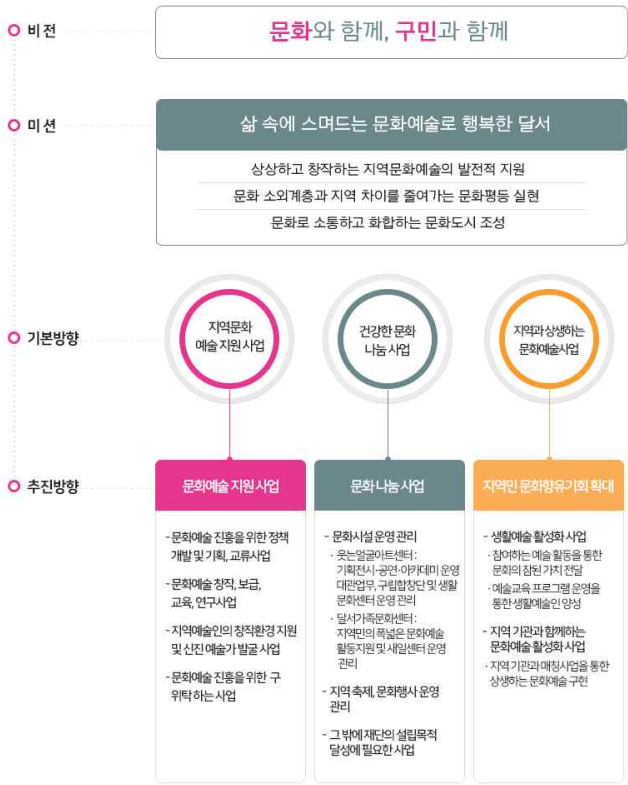 비전
문화와 함께, 구민과 함께
미션
삶 속에 스며드는 문화예술로 행복한 달서
상상하고 창작하는 지역문화예술의 발전적 지원
문화 소외계층과 지역 차이를 줄여가는 문화평등 실현
문화로 소통하고 화합하는 문화도시 조성
기본방향
지역문화
예술 지원 사업
건강한 문화
나눔 사업
지역과 상생하는
문화예술사업
추진방향
문화예술 지원 사업
- 문화예술 진흥을 위한 정책
개발 및 기획, 교류사업
- 문화예술 창작, 보급,
교육, 연구사업
- 지역예술인의 창작환경 지원
및 신진 예술가 발굴 사업
- 문화예술 진흥을 위한 구
위탁 하는 사업
문화 나눔 사업
- 문화시설 운영 관리
· 웃는얼굴아트센터 :
기획전시·공연·아카데미 운영
대관업무, 구립합창단 및 생활
문화센터 운영 관리
· 달서가족문화센터 :
지역민의 폭넓은 문화예술
활동지원 및 새일센터 운영
관리
- 지역 축제, 문화행사 운영
관리
- 그 밖에 재단의 설립목적
달성에 필요한 사업
지역민 문화향유기회 확대
- 생활예술 활성화 사업
· 참여하는 예술 활동을 통한
문화의 참된 가치 전달
· 예술교육 프로그램 운영을
통한 생활예술인 양성
- 지역 기관과 함께하는
문화예술 활성화 사업
· 지역 기관과 매칭사업을 통한
상생하는 문화예술 구현